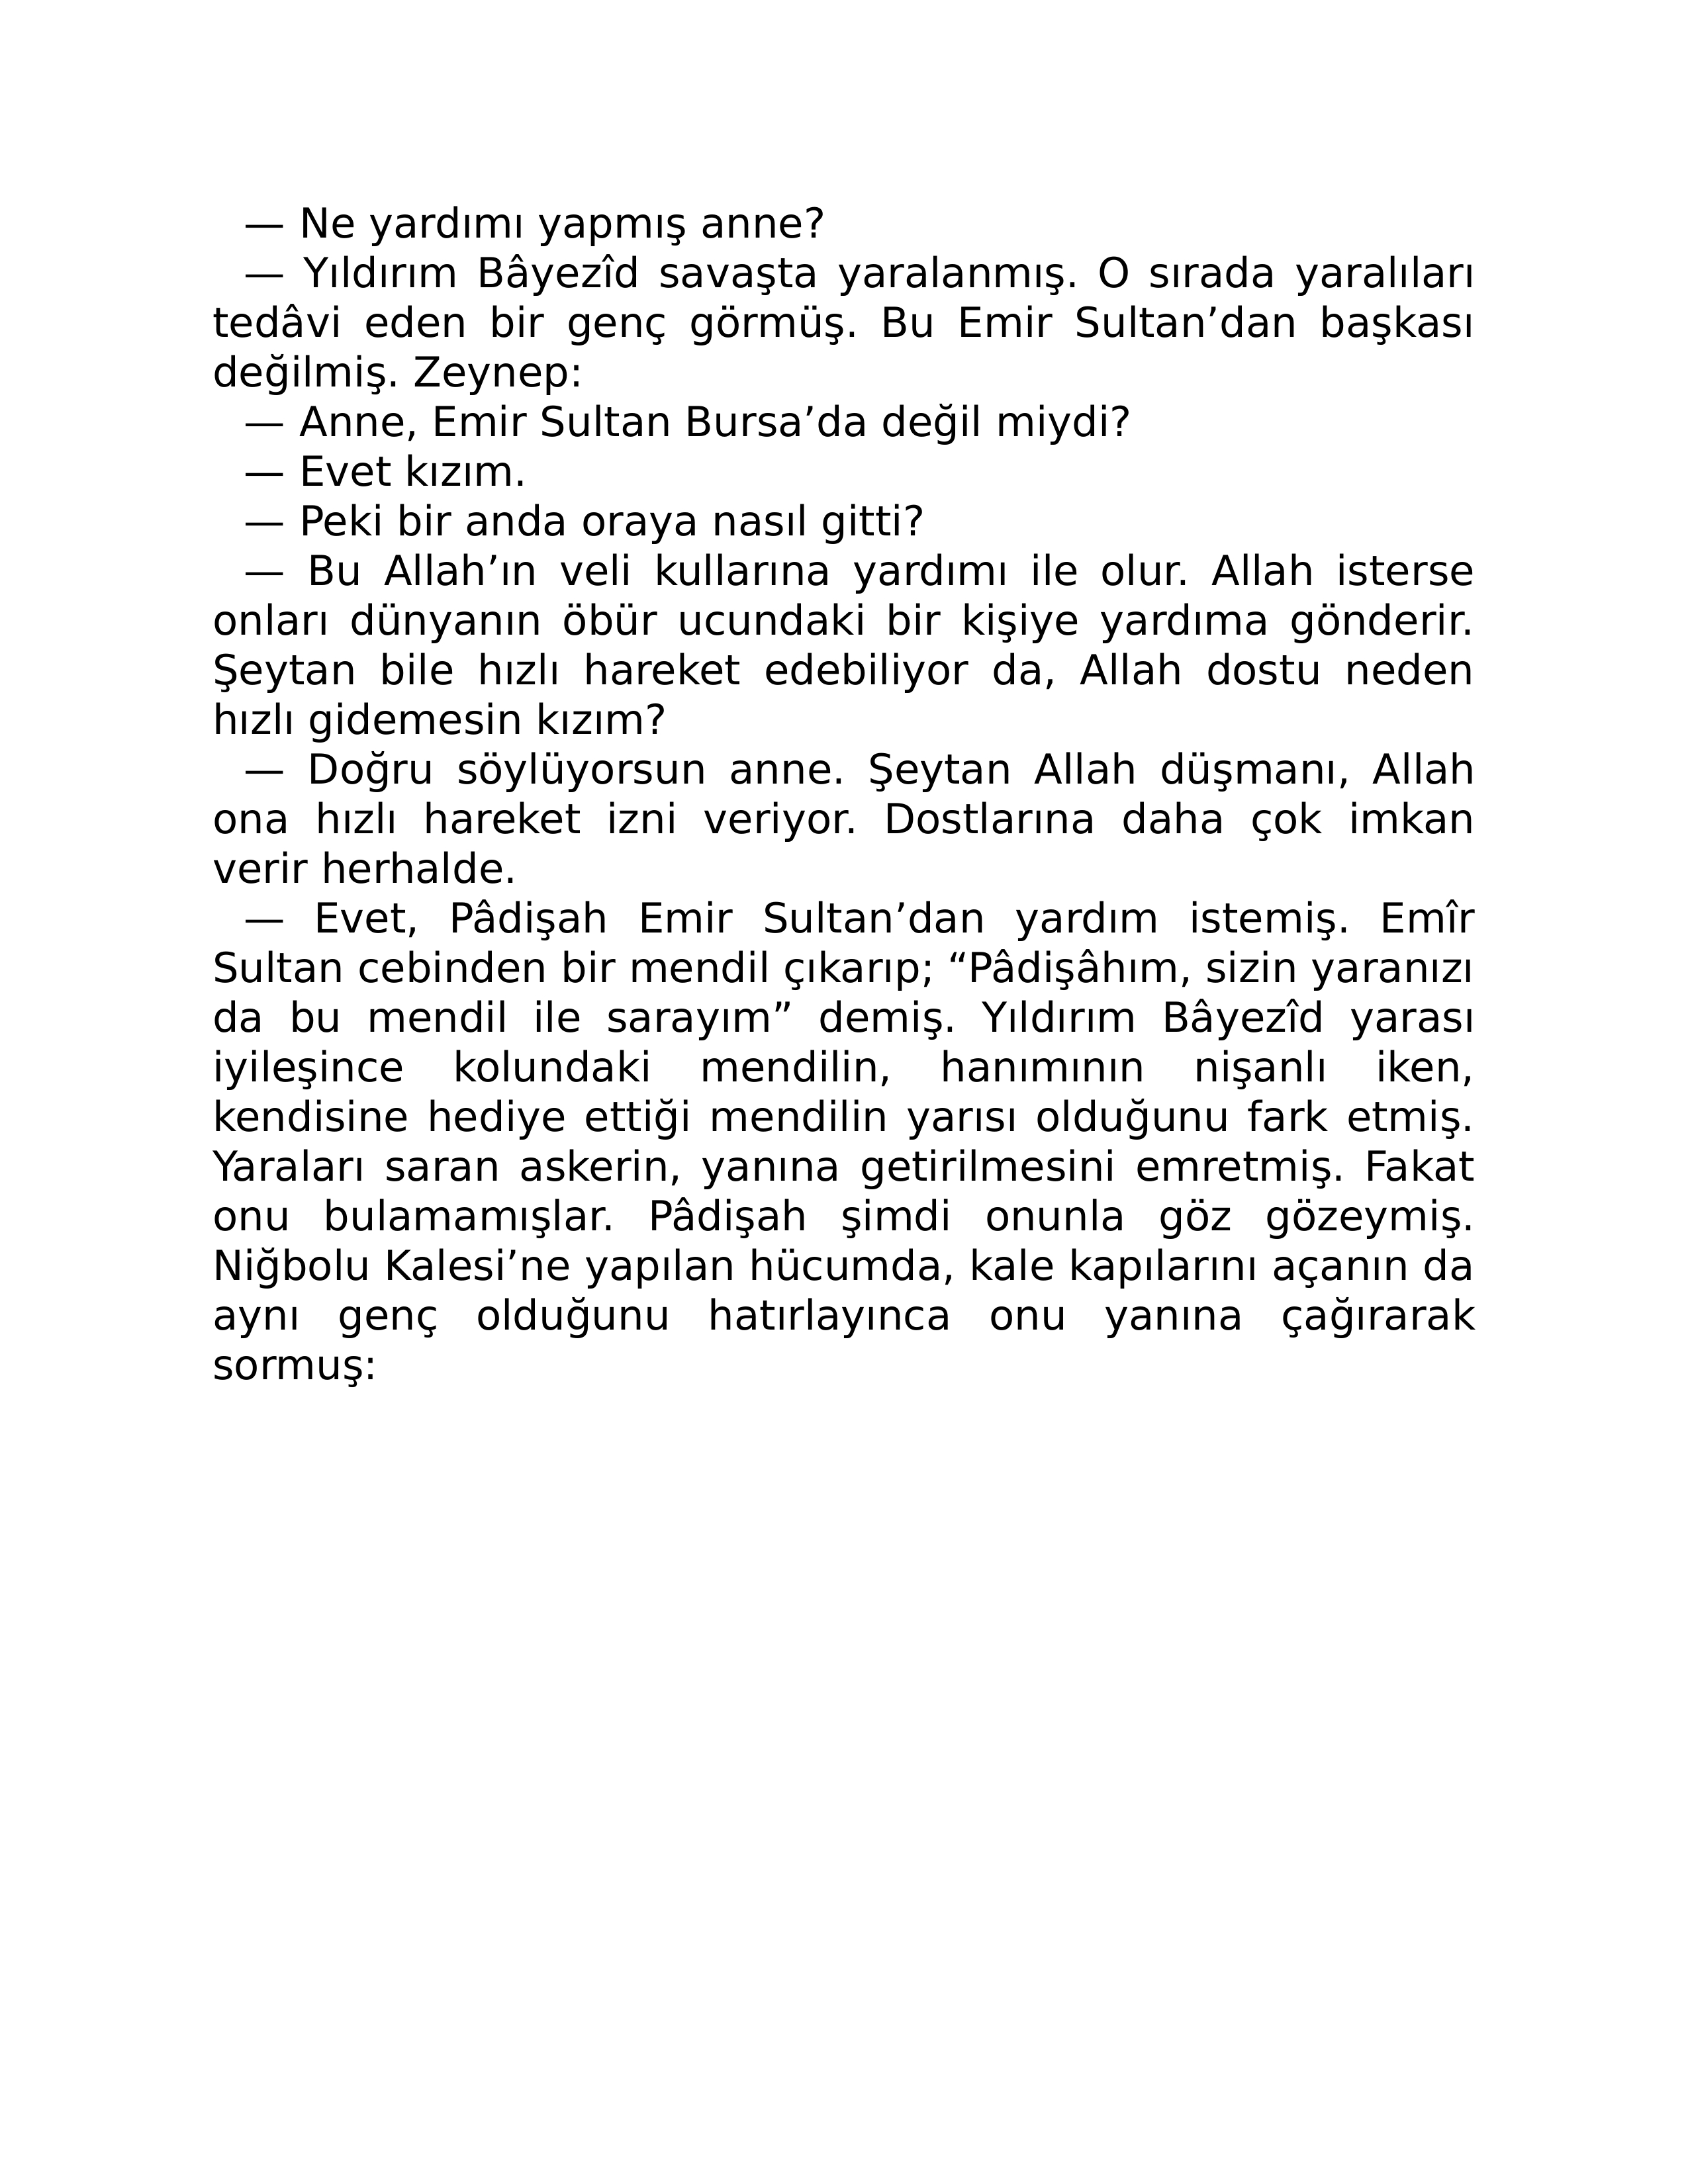 — Ne yardımı yapmış anne?
— Yıldırım Bâyezîd savaşta yaralanmış. O sırada yaralıları
tedâvi eden bir genç görmüş. Bu Emir Sultan’dan başkası
değilmiş. Zeynep:
— Anne, Emir Sultan Bursa’da değil miydi?
— Evet kızım.
— Peki bir anda oraya nasıl gitti?
— Bu Allah’ın veli kullarına yardımı ile olur. Allah isterse
onları dünyanın öbür ucundaki bir kişiye yardıma gönderir.
Şeytan bile hızlı hareket edebiliyor da, Allah dostu neden
hızlı gidemesin kızım?
— Doğru söylüyorsun anne. Şeytan Allah düşmanı, Allah
ona hızlı hareket izni veriyor. Dostlarına daha çok imkan
verir herhalde.
— Evet, Pâdişah Emir Sultan’dan yardım istemiş. Emîr
Sultan cebinden bir mendil çıkarıp; “Pâdişâhım, sizin yaranızı
da bu mendil ile sarayım” demiş. Yıldırım Bâyezîd yarası
iyileşince kolundaki mendilin, hanımının nişanlı iken,
kendisine hediye ettiği mendilin yarısı olduğunu fark etmiş.
Yaraları saran askerin, yanına getirilmesini emretmiş. Fakat
onu bulamamışlar. Pâdişah şimdi onunla göz gözeymiş.
Niğbolu Kalesi’ne yapılan hücumda, kale kapılarını açanın da
aynı genç olduğunu hatırlayınca onu yanına çağırarak
sormuş: